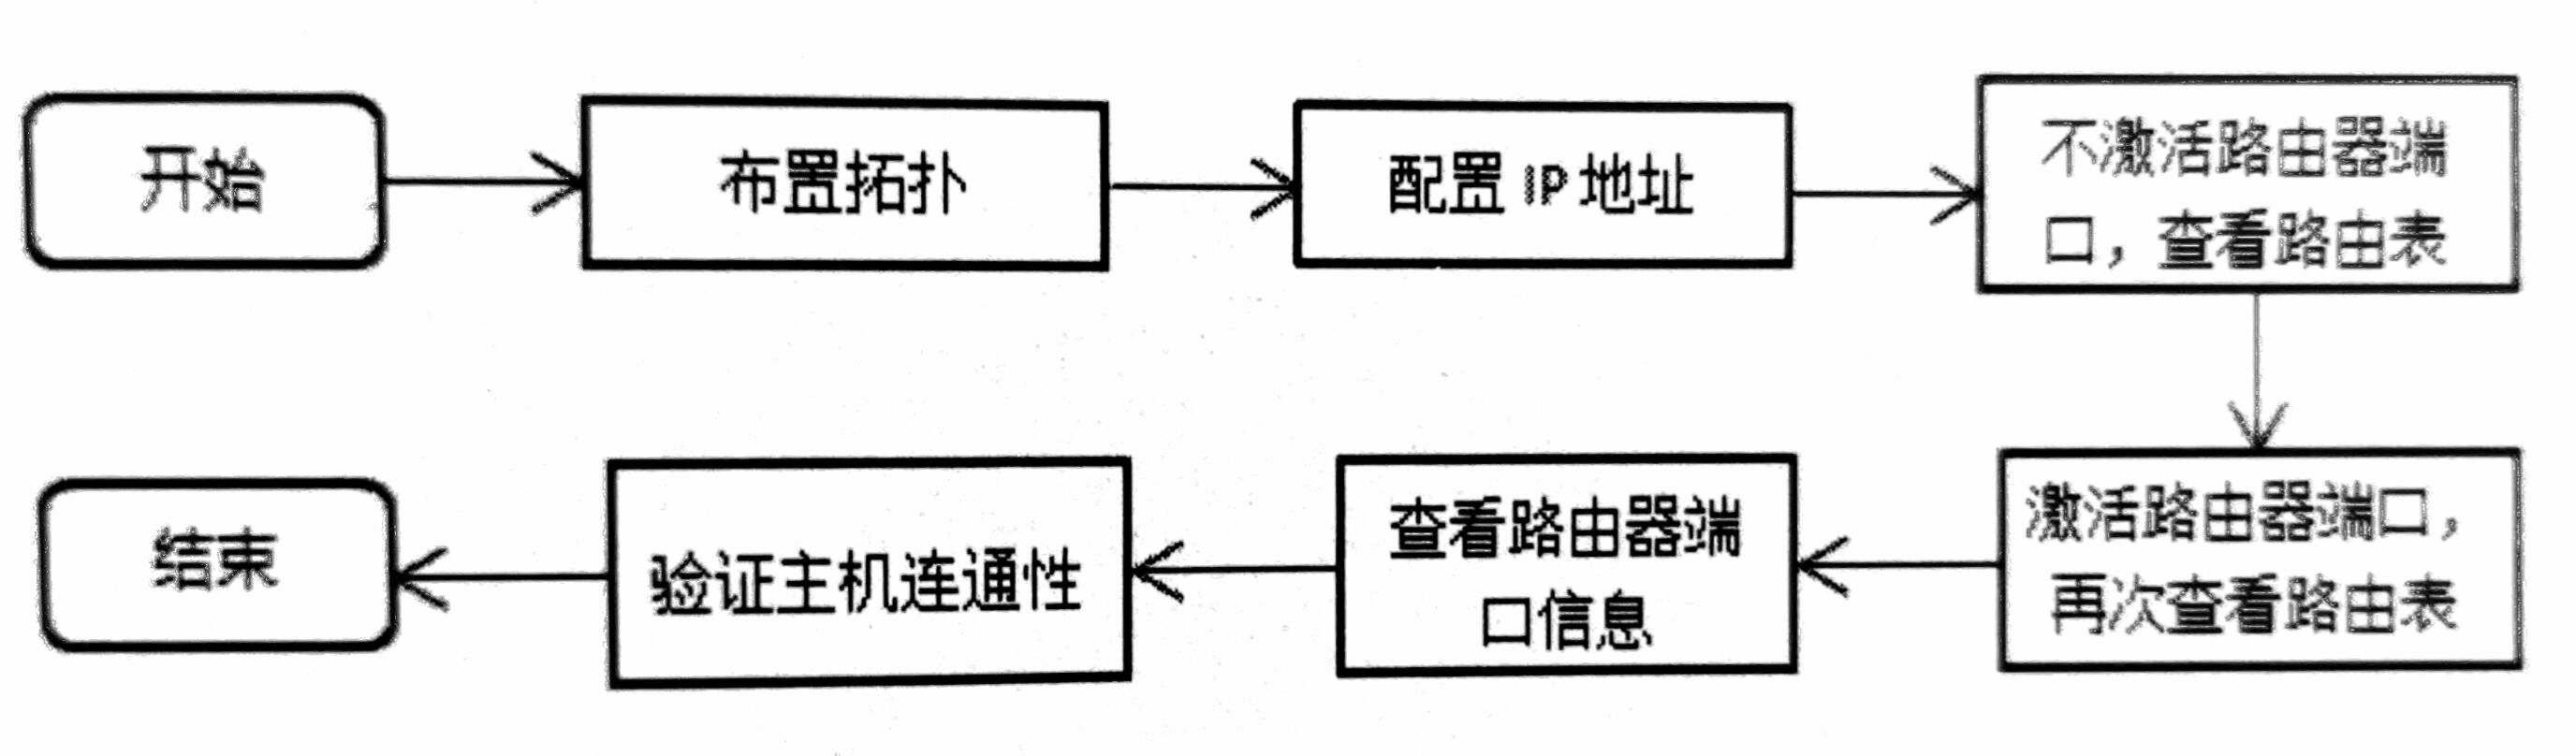 开始
布置拓扑
配置 IP 地址
不激活路由器端
口，查看路由表
激活路由器端口，
再次查看路由表
查看路由器端
口信息
验证主机连通性
结束